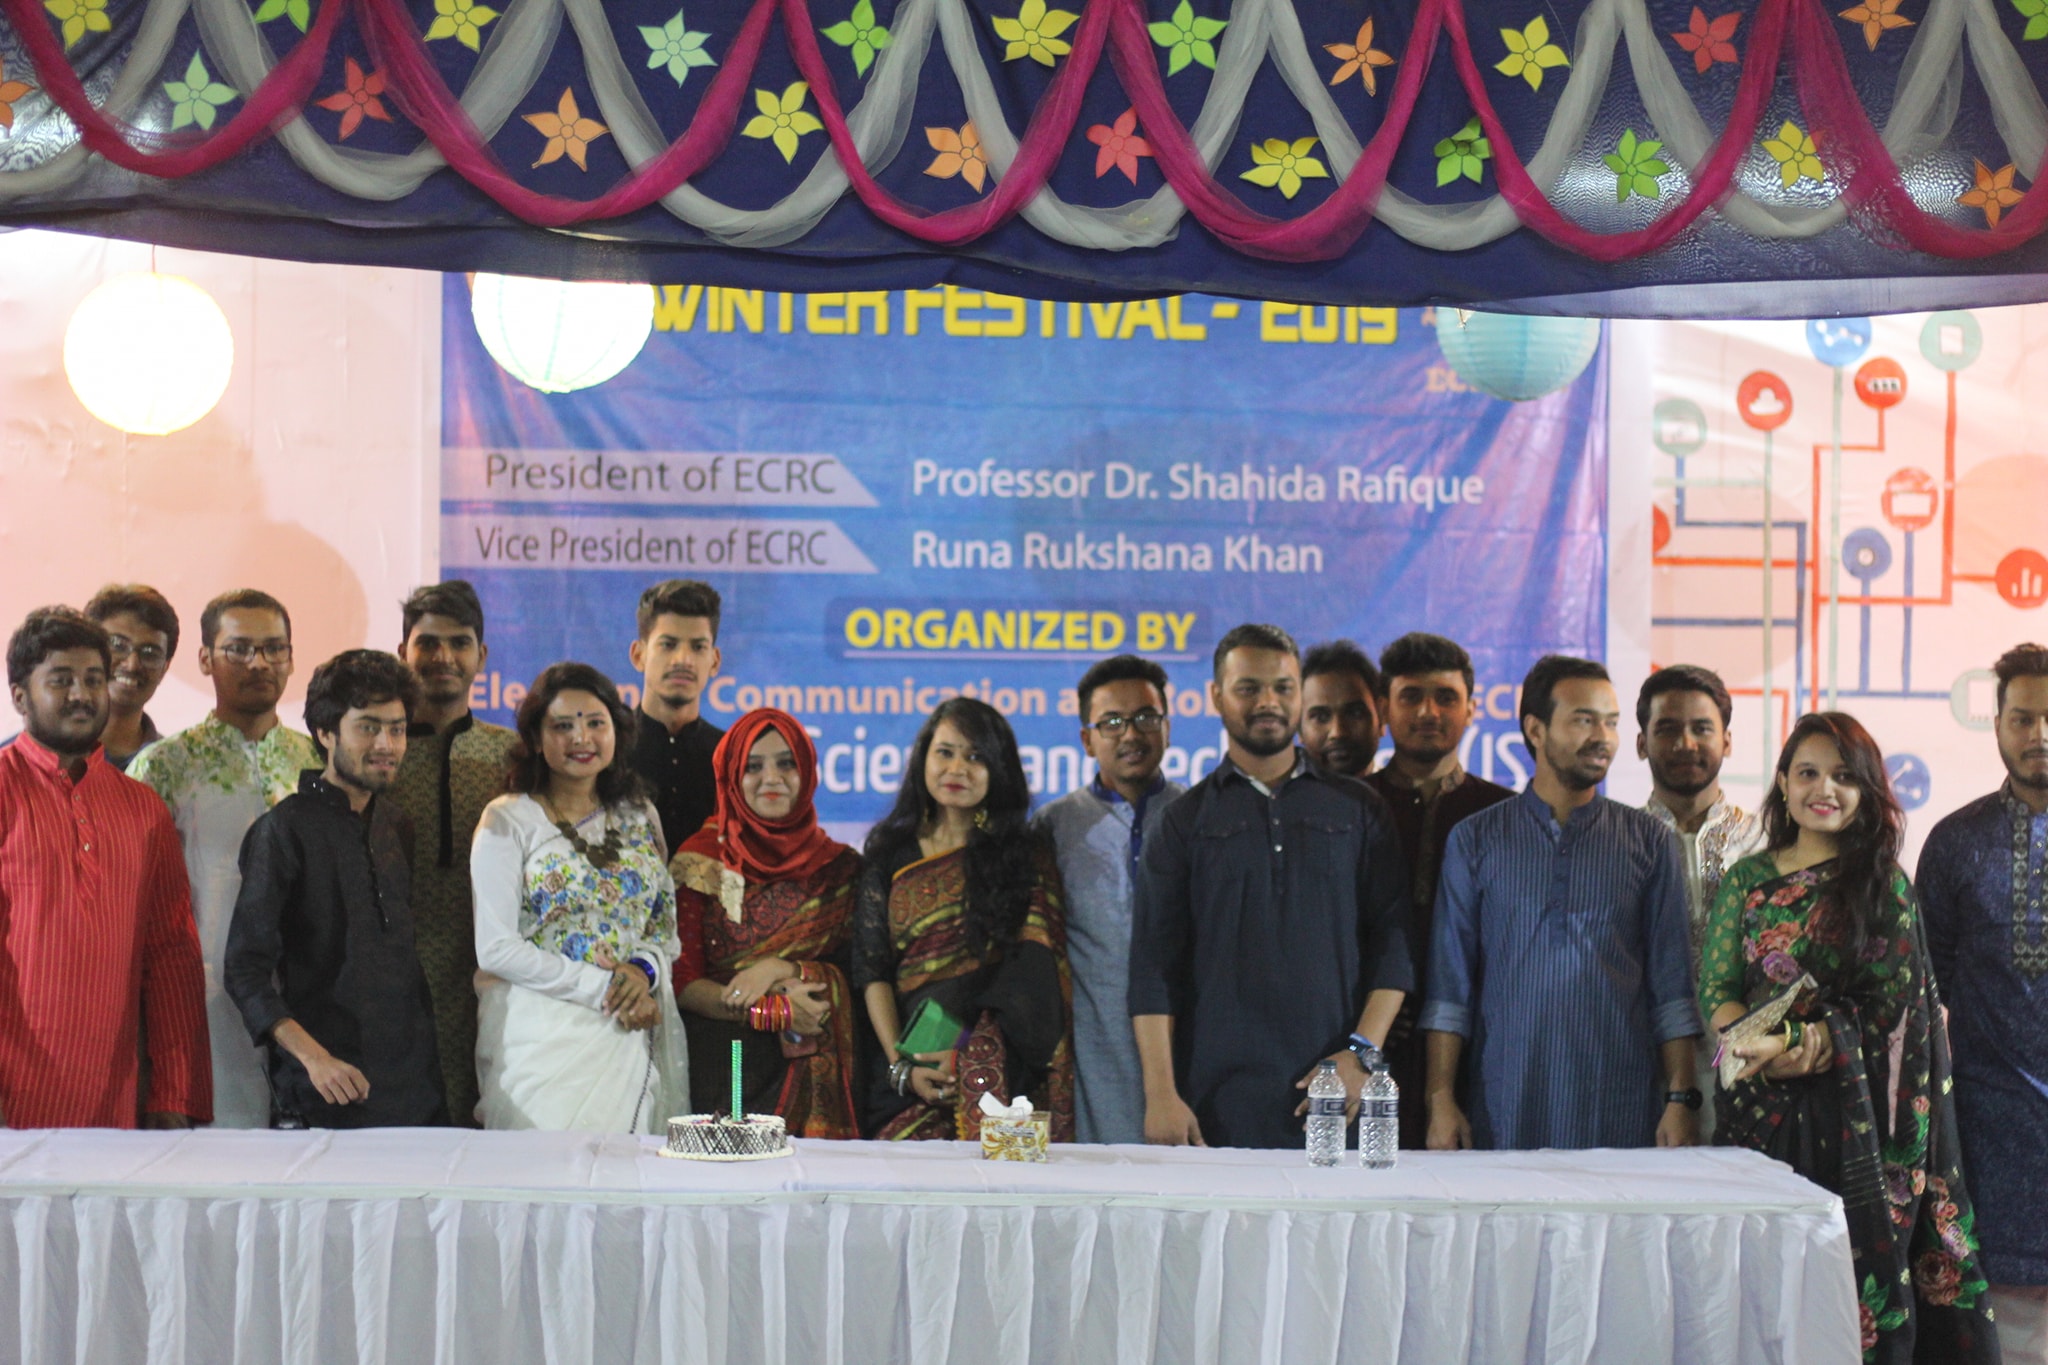 WINTER FESTIVAL - 2019
President of ECRC Professor Dr. Shahida Rafique
Vice President of ECRC Runa Rukshana Khan
ORGANIZED BY
Communication